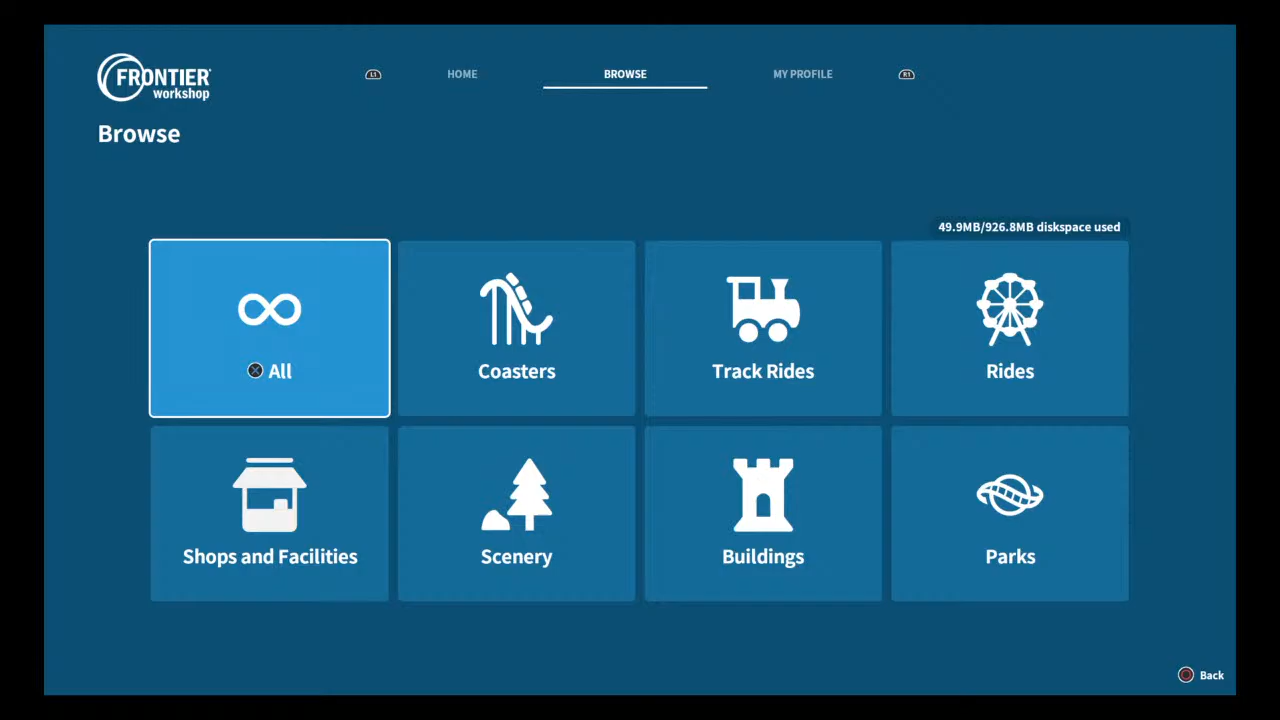 FRONTIER
workshop
L1
HOME
BROWSE
MY PROFILE
R1
Browse
49.9MB/926.8MB diskspace used
All
Coasters
Track Rides
Rides
Shops and Facilities
Scenery
Buildings
Parks
Back